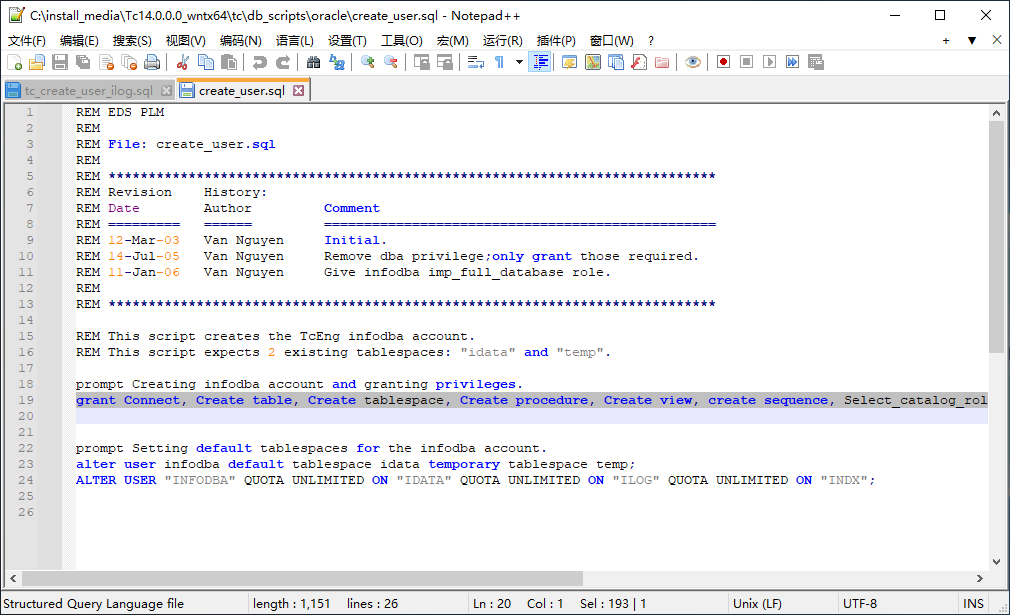 C:\install_media\Tc14.0.0.0_wntx64\tc\db_scripts\oracle\create_user.sql - Notepad++
文件(F) 编辑(E) 搜索(S) 视图(V) 编码(N) 语言(L) 设置(T) 工具(O) 宏(M) 运行(R) 插件(P) 窗口(W) ? + ▼ X
tc_create_user_ilog.sql create_user.sql
1 REM EDS PLM
2 REM
3 REM File: create_user.sql
4 REM
5 REM ****************************************************************************
6 REM Revision    History:
7 REM Date        Author         Comment
8 REM =========   ======         =================================================
9 REM 12-Mar-03   Van Nguyen     Initial.
10 REM 14-Jul-05   Van Nguyen     Remove dba privilege;only grant those required.
11 REM 11-Jan-06   Van Nguyen     Give infodba imp_full_database role.
12 REM
13 REM ****************************************************************************
14
15 REM This script creates the TcEng infodba account.
16 REM This script expects 2 existing tablespaces: "idata" and "temp".
17
18 prompt Creating infodba account and granting privileges.
19 grant Connect, Create table, Create tablespace, Create procedure, Create view, create sequence, Select_catalog_rol
20
21
22 prompt Setting default tablespaces for the infodba account.
23 alter user infodba default tablespace idata temporary tablespace temp;
24 ALTER USER "INFODBA" QUOTA UNLIMITED ON "IDATA" QUOTA UNLIMITED ON "ILOG" QUOTA UNLIMITED ON "INDX";
25
26
Structured Query Language file length : 1,151 lines : 26 Ln : 20 Col : 1 Sel : 193 | 1 Unix (LF) UTF-8 INS